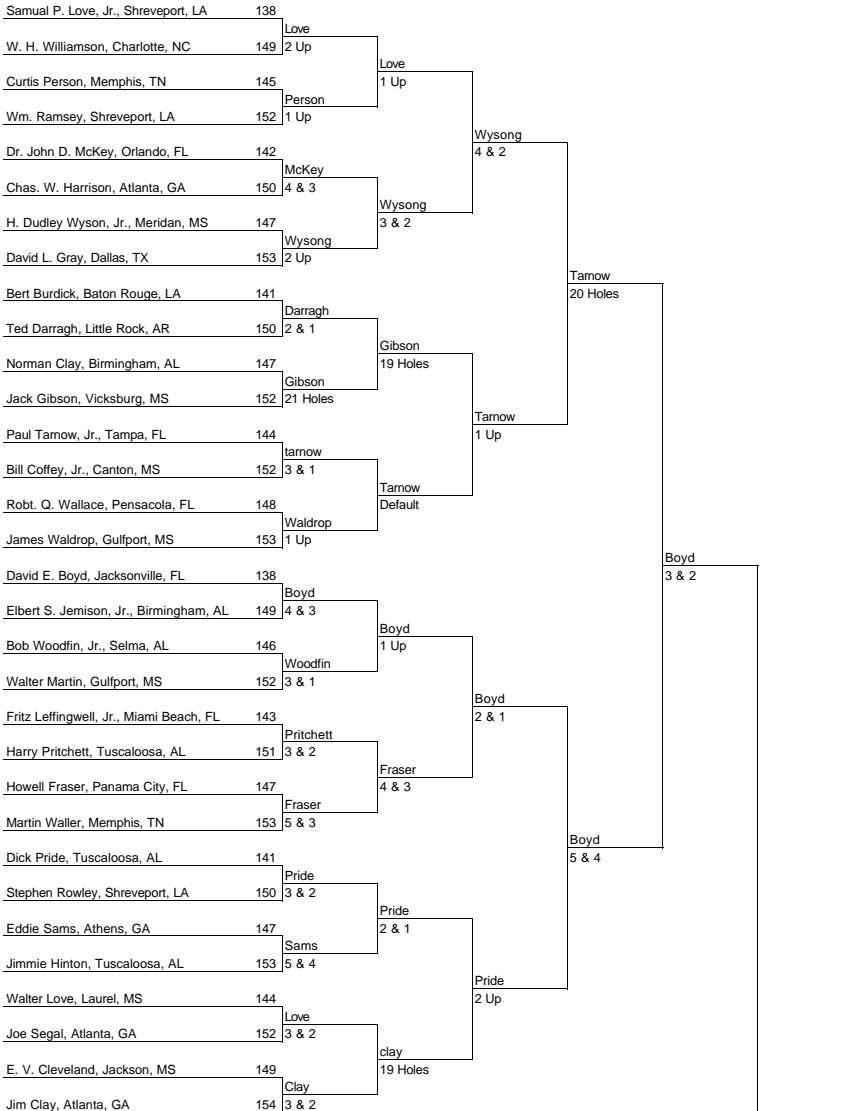 Samual P. Love, Jr., Shreveport, LA 138
Love
W. H. Williamson, Charlotte, NC 149 2 Up
Love
Curtis Person, Memphis, TN 145 1 Up
Person
Wm. Ramsey, Shreveport, LA 152 1 Up
Wysong
Dr. John D. McKey, Orlando, FL 142 4 & 2
McKey
Chas. W. Harrison, Atlanta, GA 150 4 & 3
Wysong
H. Dudley Wyson, Jr., Meridan, MS 147 3 & 2
Wysong
David L. Gray, Dallas, TX 153 2 Up
Tarnow
Bert Burdick, Baton Rouge, LA 141 20 Holes
Darragh
Ted Darragh, Little Rock, AR 150 2 & 1
Gibson
Norman Clay, Birmingham, AL 147 19 Holes
Gibson
Jack Gibson, Vicksburg, MS 152 21 Holes
Tarnow
Paul Tarnow, Jr., Tampa, FL 144 1 Up
tarnow
Bill Coffey, Jr., Canton, MS 152 3 & 1
Tarnow
Robt. Q. Wallace, Pensacola, FL 148 Default
Waldrop
James Waldrop, Gulfport, MS 153 1 Up
Boyd
David E. Boyd, Jacksonville, FL 138 3 & 2
Boyd
Elbert S. Jemison, Jr., Birmingham, AL 149 4 & 3
Boyd
Bob Woodfin, Jr., Selma, AL 146 1 Up
Woodfin
Walter Martin, Gulfport, MS 152 3 & 1
Boyd
Fritz Leffingwell, Jr., Miami Beach, FL 143 2 & 1
Pritchett
Harry Pritchett, Tuscaloosa, AL 151 3 & 2
Fraser
Howell Fraser, Panama City, FL 147 4 & 3
Fraser
Martin Waller, Memphis, TN 153 5 & 3
Boyd
Dick Pride, Tuscaloosa, AL 141 5 & 4
Pride
Stephen Rowley, Shreveport, LA 150 3 & 2
Pride
Eddie Sams, Athens, GA 147 2 & 1
Sams
Jimmie Hinton, Tuscaloosa, AL 153 5 & 4
Pride
Walter Love, Laurel, MS 144 2 Up
Love
Joe Segal, Atlanta, GA 152 3 & 2
clay
E. V. Cleveland, Jackson, MS 149 19 Holes
Clay
Jim Clay, Atlanta, GA 154 3 & 2